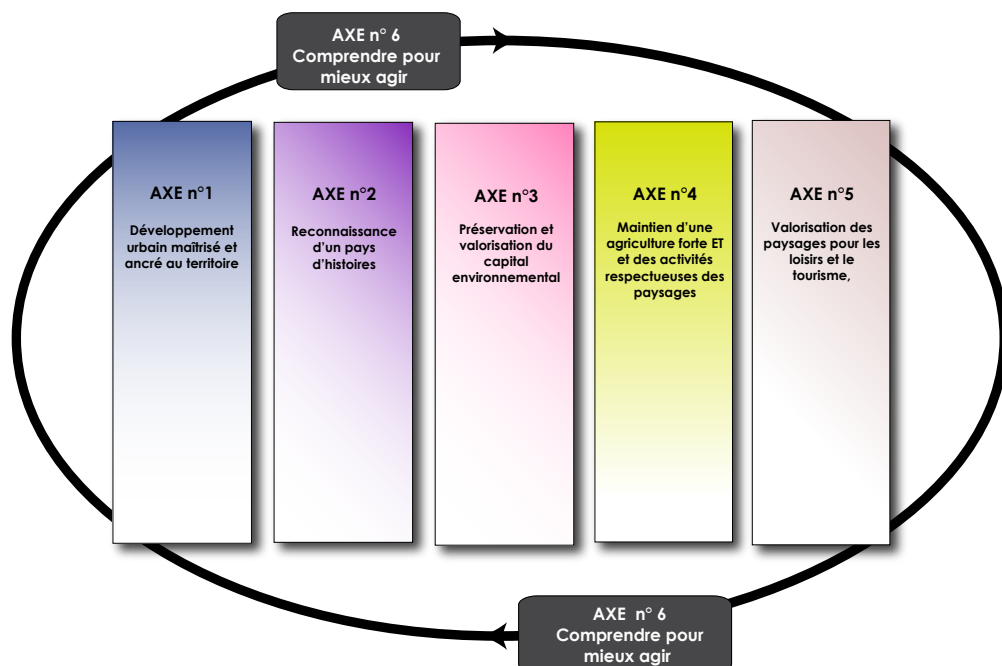 AXE n° 6
Comprendre pour
mieux agir
AXE n°1
Développement
urbain maîtrisé et
ancré au territoire
AXE n°2
Reconnaissance
d'un pays
d'histoires
AXE n°3
Préservation et
valorisation du
capital
environnemental
AXE n°4
Maintien d'une
agriculture forte ET
et des activités
respectueuses des
paysages
AXE n°5
Valorisation des
paysages pour les
loisirs et le
tourisme,
AXE n° 6
Comprendre pour
mieux agir